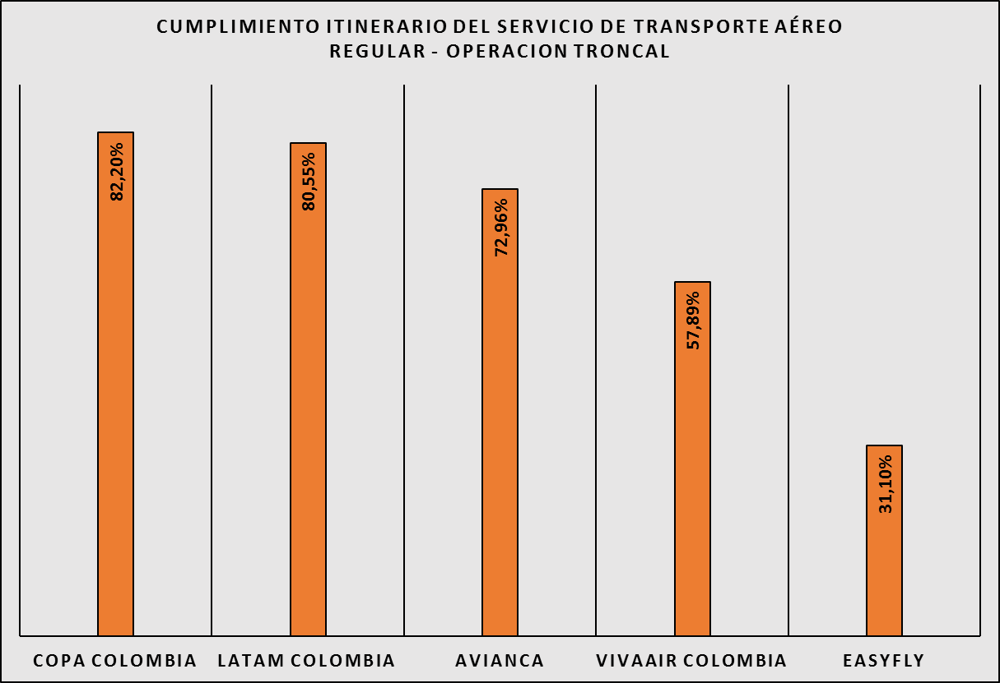 CUMPLIMIENTO ITINERARIO DEL SERVICIO DE TRANSPORTE AÉREO
REGULAR - OPERACION TRONCAL
82,20%
80,55%
72,96%
57,89%
31,10%
COPA COLOMBIA
LATAM COLOMBIA
AVIANCA
VIVAAIR COLOMBIA
EASYFLY